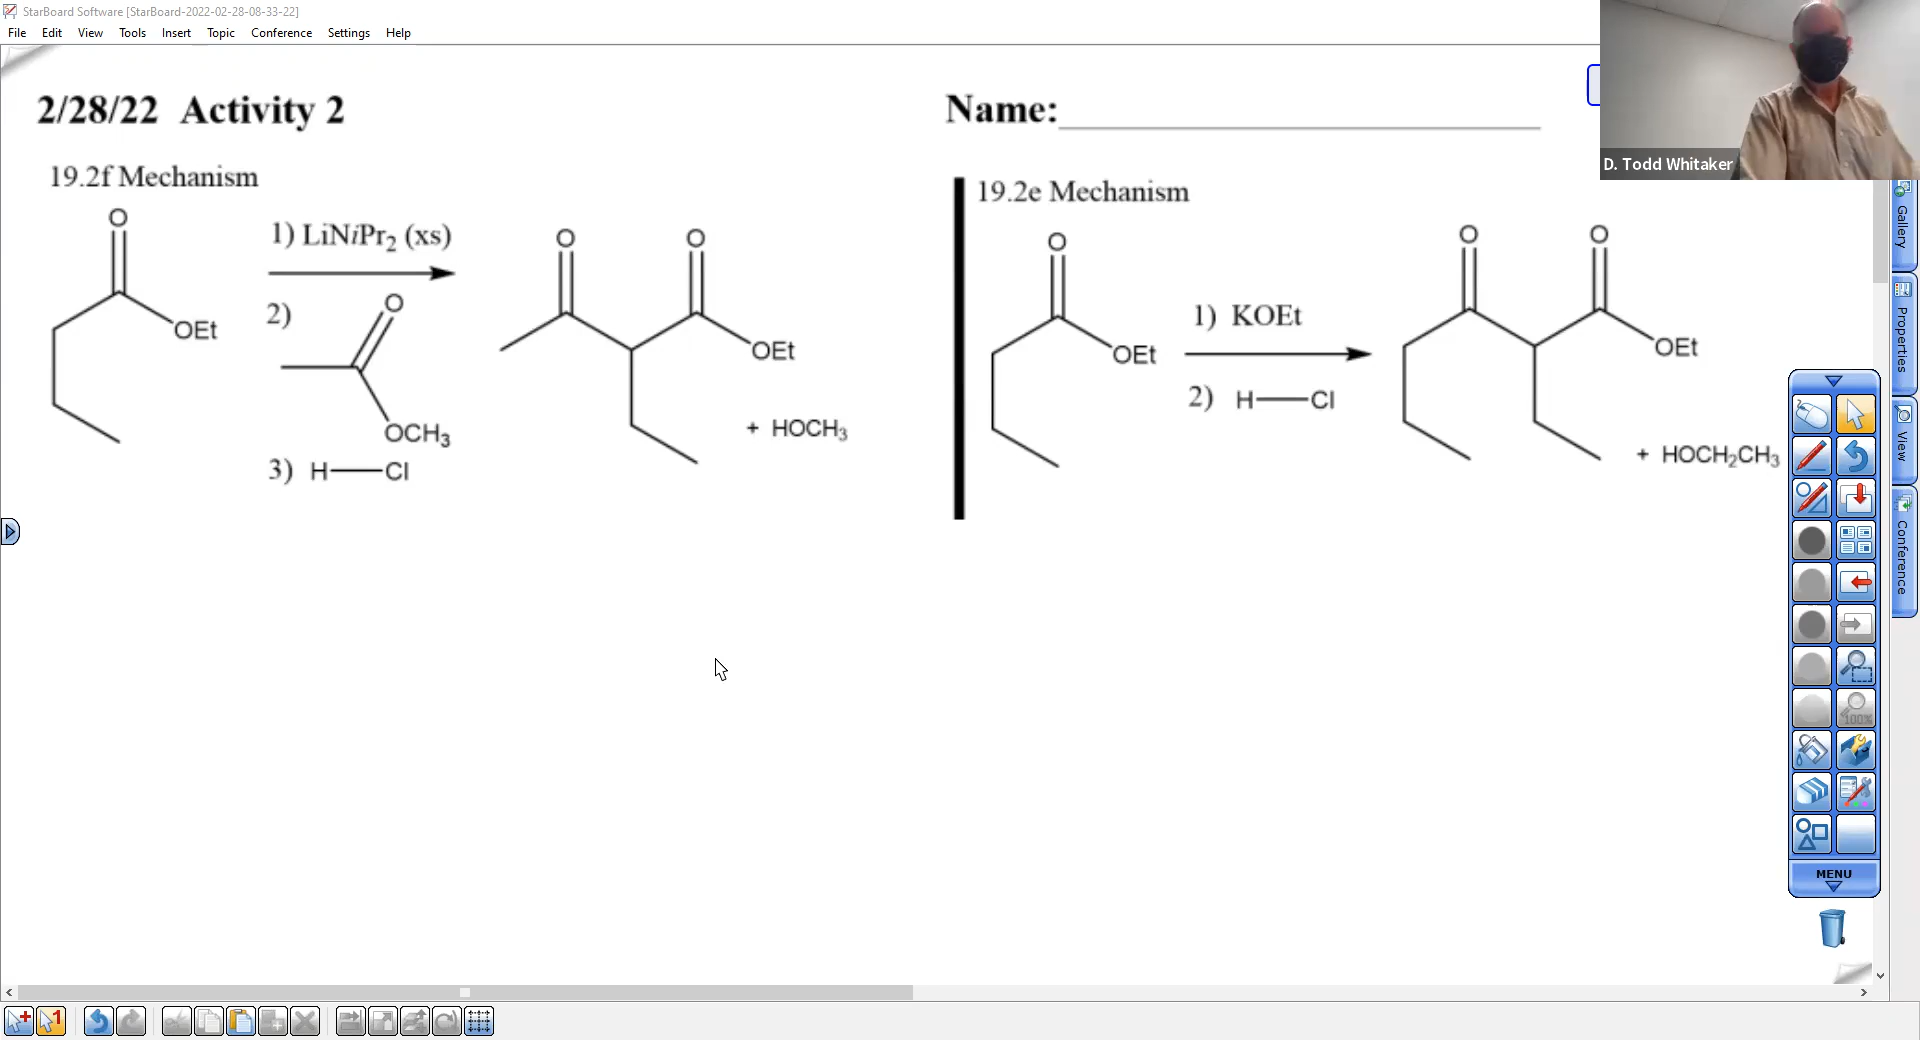 StarBoard Software [StarBoard-2022-02-28-08-33-22]
File Edit View Tools Insert Topic Conference Settings Help
2/28/22 Activity 2
Name:
D. Todd Whitaker
19.2f Mechanism
O
OEt
1) LiNiPr2 (xs)
2)
O
OCH3
3) H Cl
O O
OEt
+ HOCH3
19.2e Mechanism
O
OEt
1) KOEt
2) H Cl
O O
OEt
+ HOCH2CH3
Gallery
Properties
View
Conference
100%
MENU
1